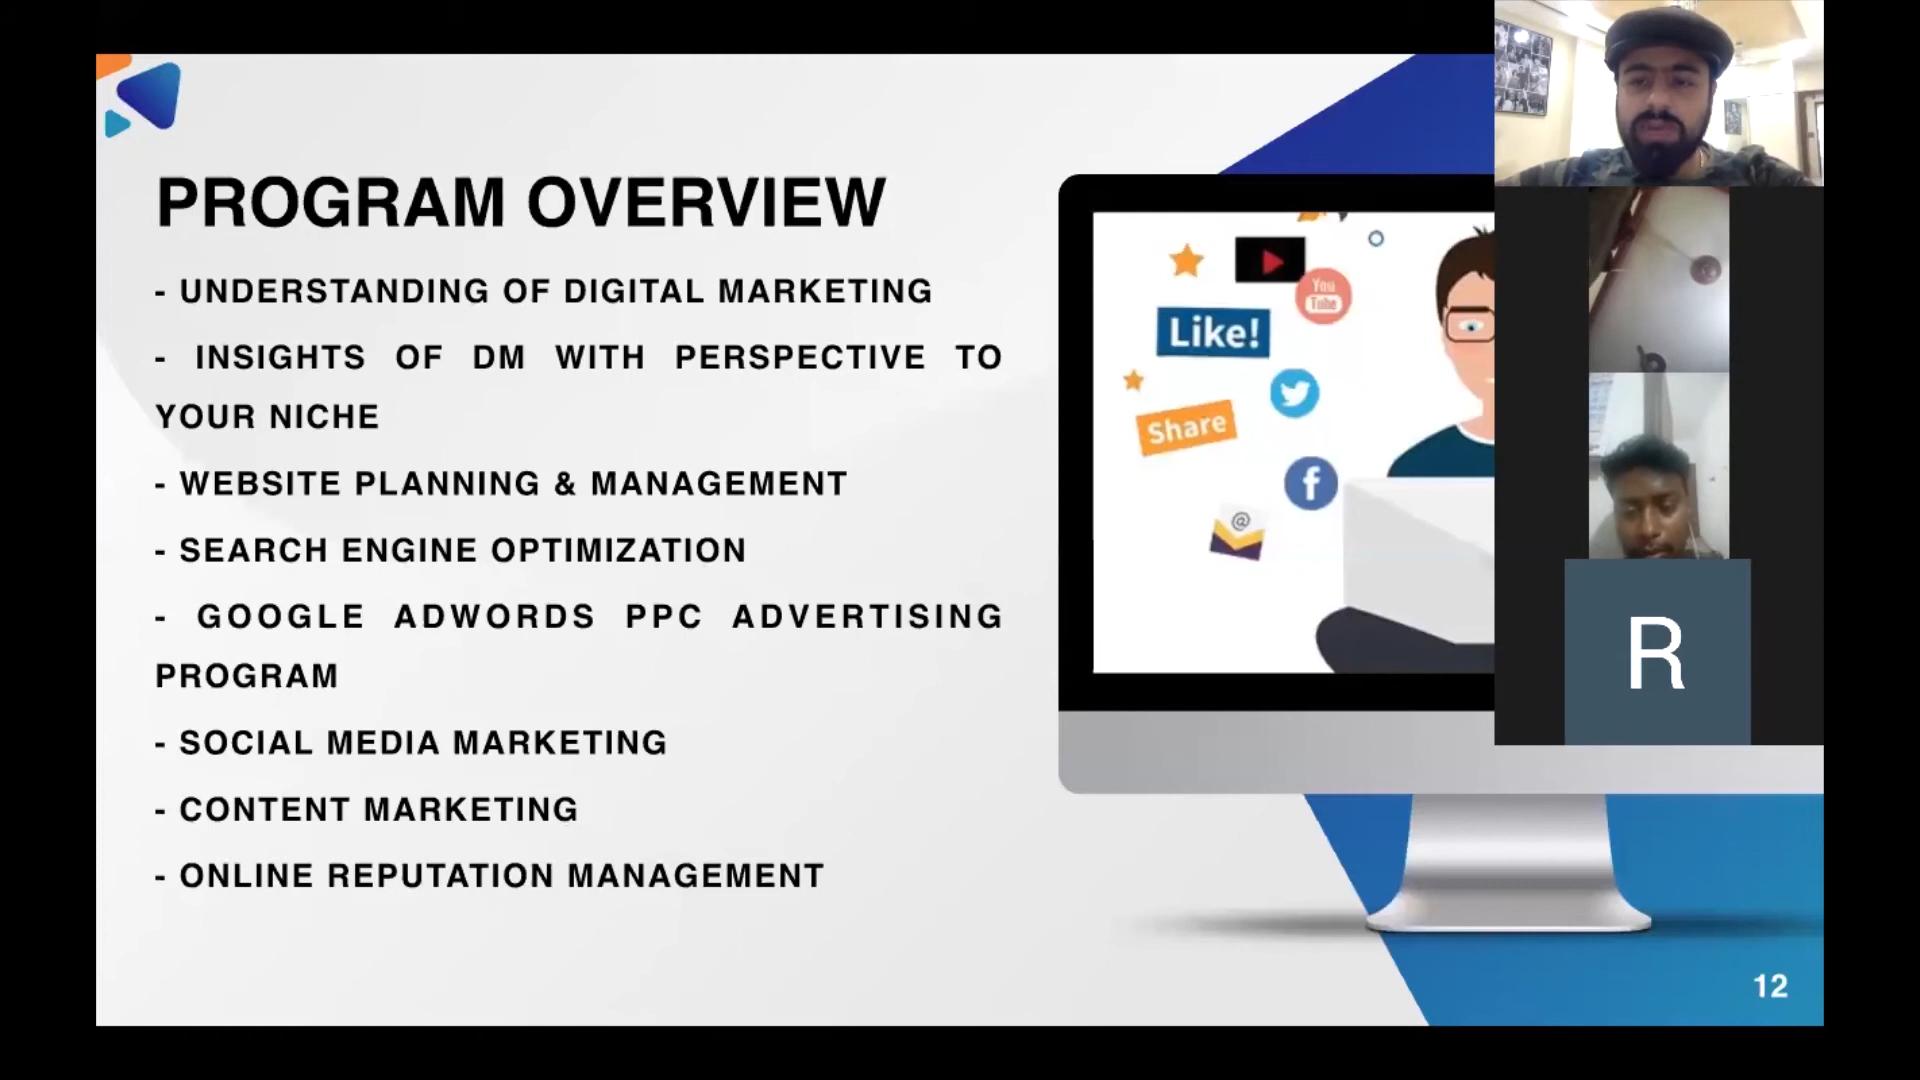 PROGRAM OVERVIEW
- UNDERSTANDING OF DIGITAL MARKETING
- INSIGHTS OF DM WITH PERSPECTIVE TO
YOUR NICHE
- WEBSITE PLANNING & MANAGEMENT
- SEARCH ENGINE OPTIMIZATION
- GOOGLE ADWORDS PPC ADVERTISING
PROGRAM
- SOCIAL MEDIA MARKETING
- CONTENT MARKETING
- ONLINE REPUTATION MANAGEMENT
You
Tube
Like!
Share
f
@
R
12